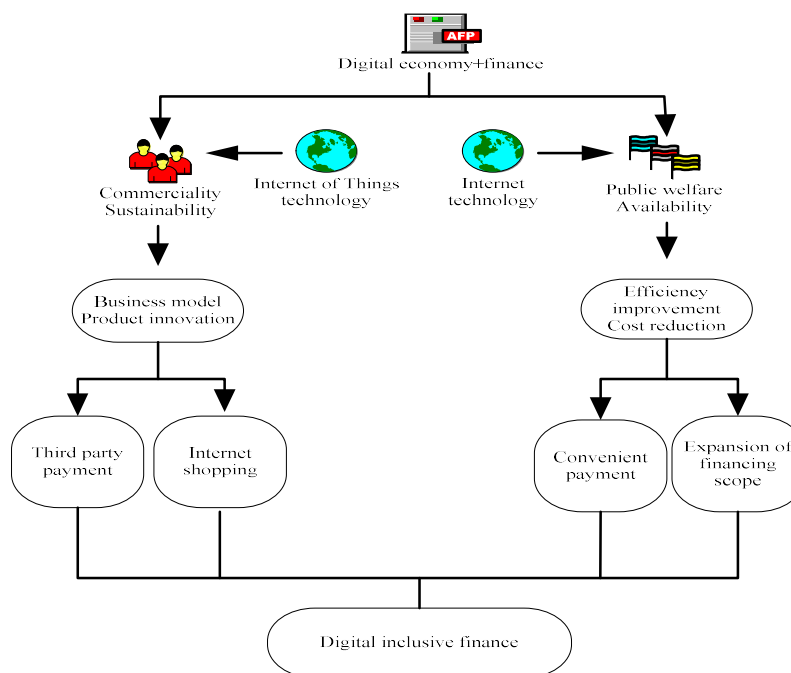 AFP
Digital economy+finance
Commerciality
Sustainability
Internet of Things
technology
Internet
technology
Public welfare
Availability
Business model
Product innovation
Efficiency
improvement
Cost reduction
Third party
payment
Internet
shopping
Convenient
payment
Expansion of
financing
scope
Digital inclusive finance